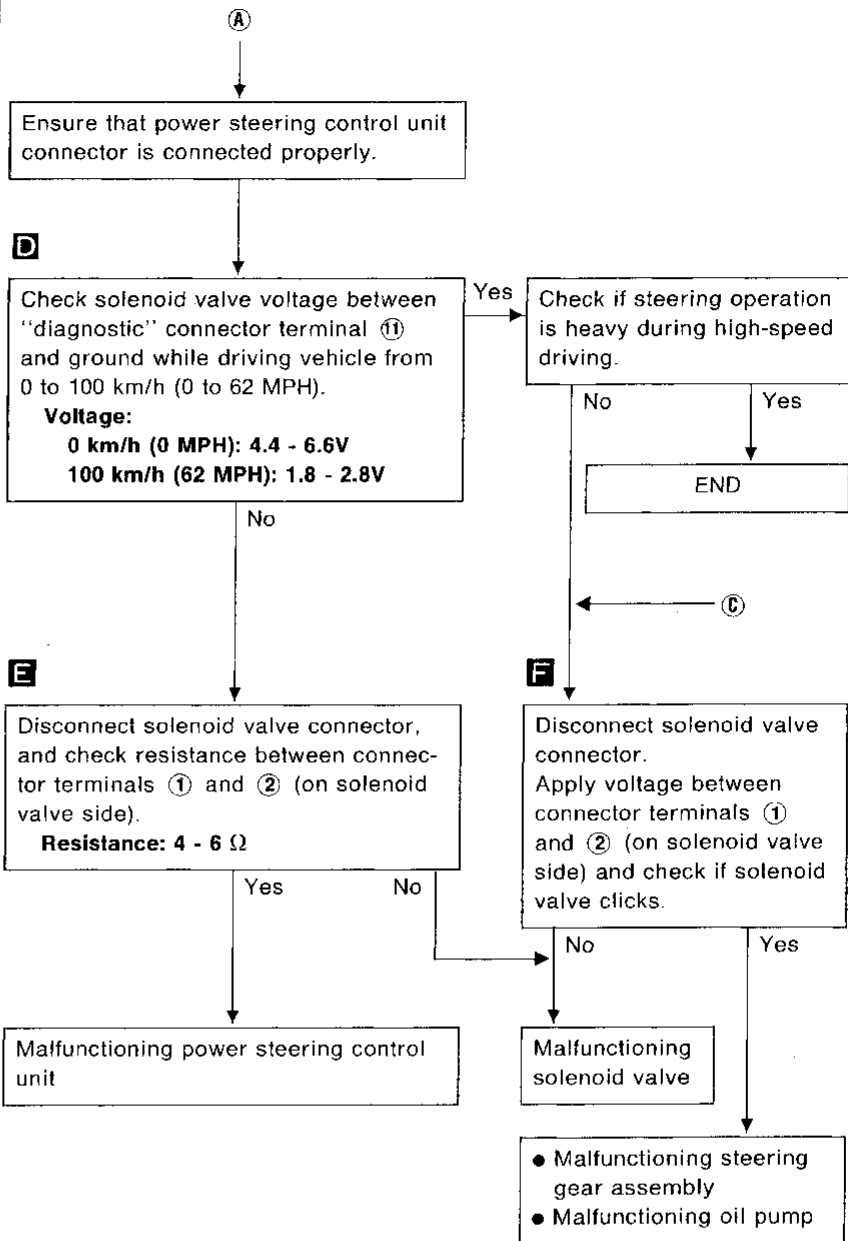 Ⓐ
Ensure that power steering control unit
connector is connected properly.
D
Check solenoid valve voltage between
"diagnostic" connector terminal ⑪
and ground while driving vehicle from
0 to 100 km/h (0 to 62 MPH).
Voltage:
0 km/h (0 MPH): 4.4 - 6.6V
100 km/h (62 MPH): 1.8 - 2.8V
Yes
Check if steering operation
is heavy during high-speed
driving.
No
Yes
END
No
Ⓒ
E
Disconnect solenoid valve connector,
and check resistance between connec-
tor terminals ① and ② (on solenoid
valve side).
Resistance: 4 - 6 Ω
Yes
No
F
Disconnect solenoid valve
connector.
Apply voltage between
connector terminals ①
and ② (on solenoid valve
side) and check if solenoid
valve clicks.
No
Yes
Malfunctioning power steering control
unit
Malfunctioning
solenoid valve
● Malfunctioning steering
gear assembly
● Malfunctioning oil pump